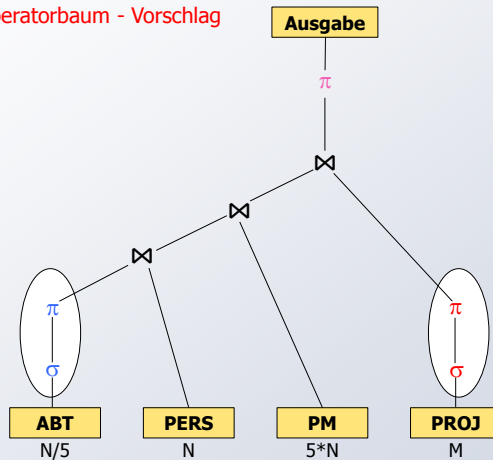 eratorbaum - Vorschlag
Ausgabe
π
⋈
⋈
⋈
π
π
σ
σ
ABT
PERS
PM
PROJ
N/5
N
5*N
M